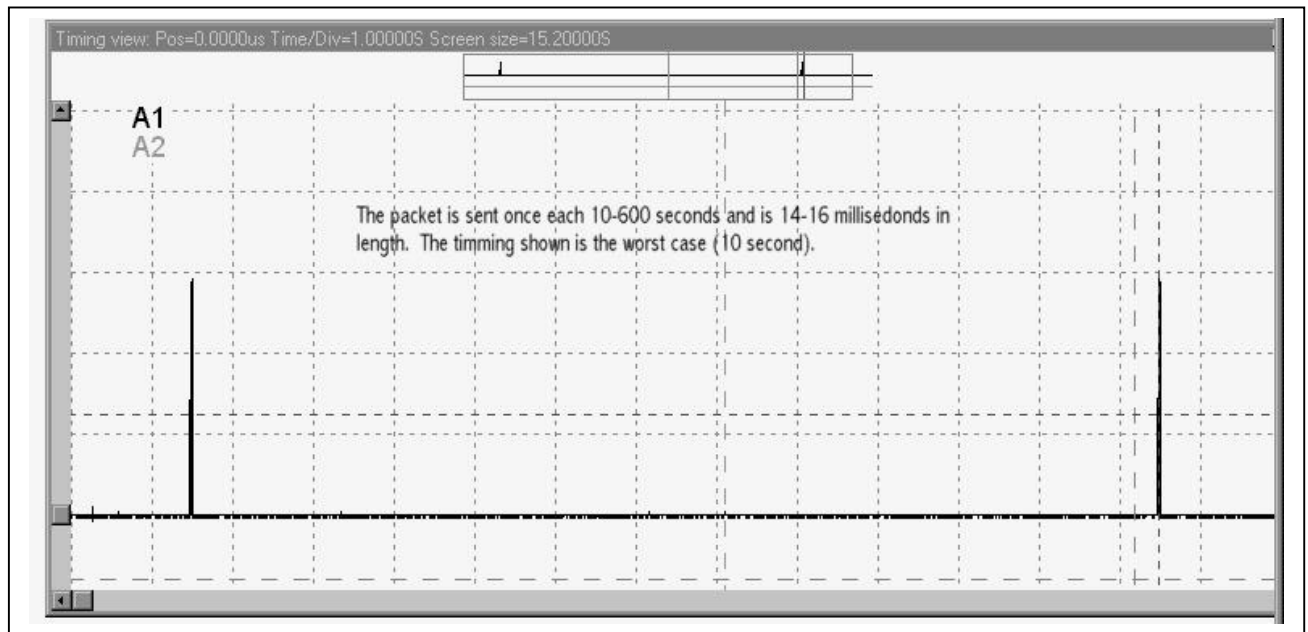 Timing view: Pos=0.0000us Time/Div=1.00000S Screen size=15.20000S
A1
A2
The packet is sent once each 10-600 seconds and is 14-16 millisedonds in
length. The timming shown is the worst case (10 second).